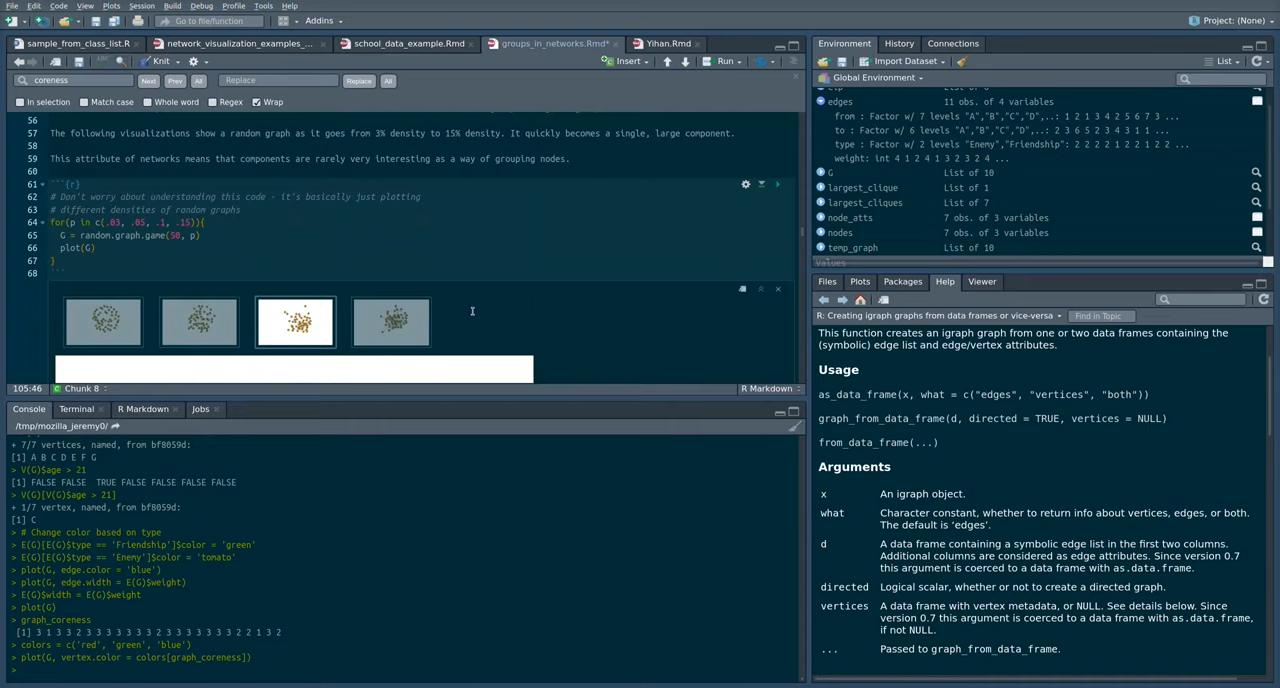 File Edit Code View Plots Session Build Debug Profile Tools Help
Go to file/function Addins Project: (None)
sample_from_class_list.R network_visualization_examples_... school_data_example.Rmd groups_in_networks.Rmd* Yihan.Rmd
Knit Insert Run
coreness Next Prev All Replace Replace All
In selection Match case Whole word Regex Wrap
56
57 The following visualizations show a random graph as it goes from 3% density to 15% density. It quickly becomes a single, large component.
58
59 This attribute of networks means that components are rarely very interesting as a way of grouping nodes.
60
61 ```{r}
62 # Don't worry about understanding this code - it's basically just plotting
63 # different densities of random graphs
64 for(p in c(.03, .05, .1, .15)){
65 G = random.graph.game(50, p)
66 plot(G)
67 }
68 ```
105:46 Chunk 8 R Markdown
Console Terminal R Markdown Jobs
/tmp/mozilla_jeremy0/
+ 7/7 vertices, named, from bf8059d:
[1] A B C D E F G
> V(G)$age > 21
[1] FALSE FALSE TRUE FALSE FALSE FALSE FALSE
> V(G)[V(G)$age > 21]
+ 1/7 vertex, named, from bf8059d:
[1] C
> # Change color based on type
> E(G)[E(G)$type == 'Friendship']$color = 'green'
> E(G)[E(G)$type == 'Enemy']$color = 'tomato'
> plot(G, edge.color = 'blue')
> plot(G, edge.width = E(G)$weight)
> E(G)$width = E(G)$weight
> plot(G)
> graph_coreness
[1] 3 1 3 3 2 3 3 3 3 3 3 3 2 3 3 3 3 3 3 3 2 2 1 3 2
> colors = c('red', 'green', 'blue')
> plot(G, vertex.color = colors[graph_coreness])
>
Environment History Connections
Import Dataset List
Global Environment
edges 11 obs. of 4 variables
from : Factor w/ 7 levels "A","B","C","D",..: 1 2 1 3 4 2 5 6 7 3 ...
to : Factor w/ 6 levels "A","B","C","D",..: 2 3 6 5 2 3 4 3 1 1 ...
type : Factor w/ 2 levels "Enemy","Friendship": 2 2 2 2 1 2 2 1 2 2 ...
weight: int 4 1 2 4 1 3 2 3 2 4 ...
G List of 10
largest_clique List of 1
largest_cliques List of 7
node_atts 7 obs. of 3 variables
nodes 7 obs. of 3 variables
temp_graph List of 10
Values
Files Plots Packages Help Viewer
R: Creating igraph graphs from data frames or vice-versa Find in Topic
This function creates an igraph graph from one or two data frames containing the
(symbolic) edge list and edge/vertex attributes.
Usage
as_data_frame(x, what = c("edges", "vertices", "both"))
graph_from_data_frame(d, directed = TRUE, vertices = NULL)
from_data_frame(...)
Arguments
x An igraph object.
what Character constant, whether to return info about vertices, edges, or both.
The default is ‘edges’.
d A data frame containing a symbolic edge list in the first two columns.
Additional columns are considered as edge attributes. Since version 0.7
this argument is coerced to a data frame with as.data.frame.
directed Logical scalar, whether or not to create a directed graph.
vertices A data frame with vertex metadata, or NULL. See details below. Since
version 0.7 this argument is coerced to a data frame with as.data.frame,
if not NULL.
... Passed to graph_from_data_frame.